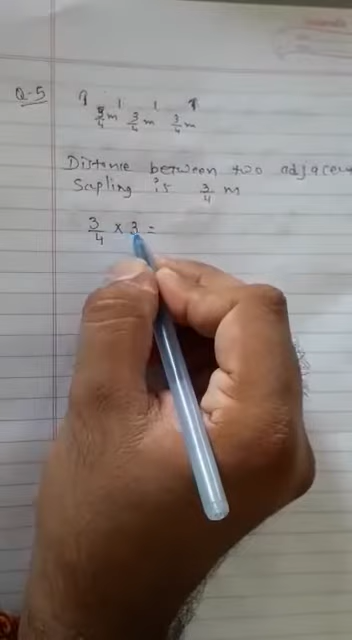 Q-5
3/4 m 3/4 m 3/4 m
Distance between two adjacent
Sapling is 3/4 m
3/4 × 3 =